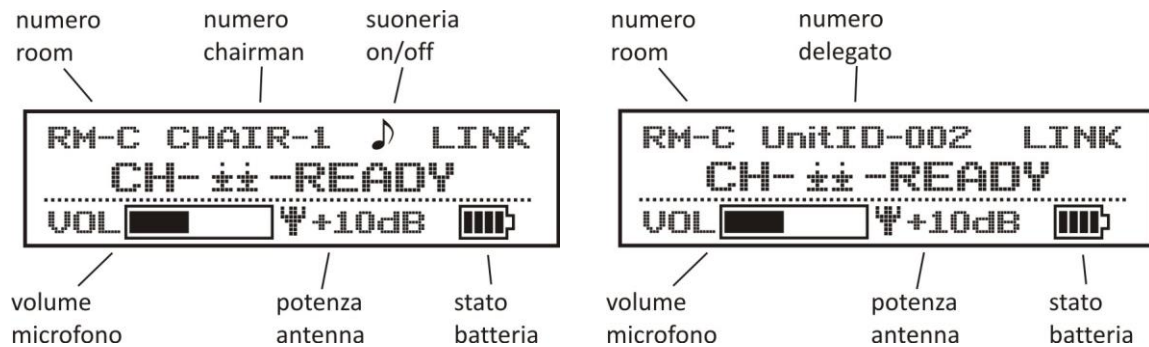 numero room
numero chairman
suoneria on/off
RM-C CHAIR-1 ♪ LINK
CH- ±± -READY
VOL +10dB
volume microfono
potenza antenna
stato batteria
numero room
numero delegato
RM-C UnitID-002 LINK
CH- ±± -READY
VOL +10dB
volume microfono
potenza antenna
stato batteria